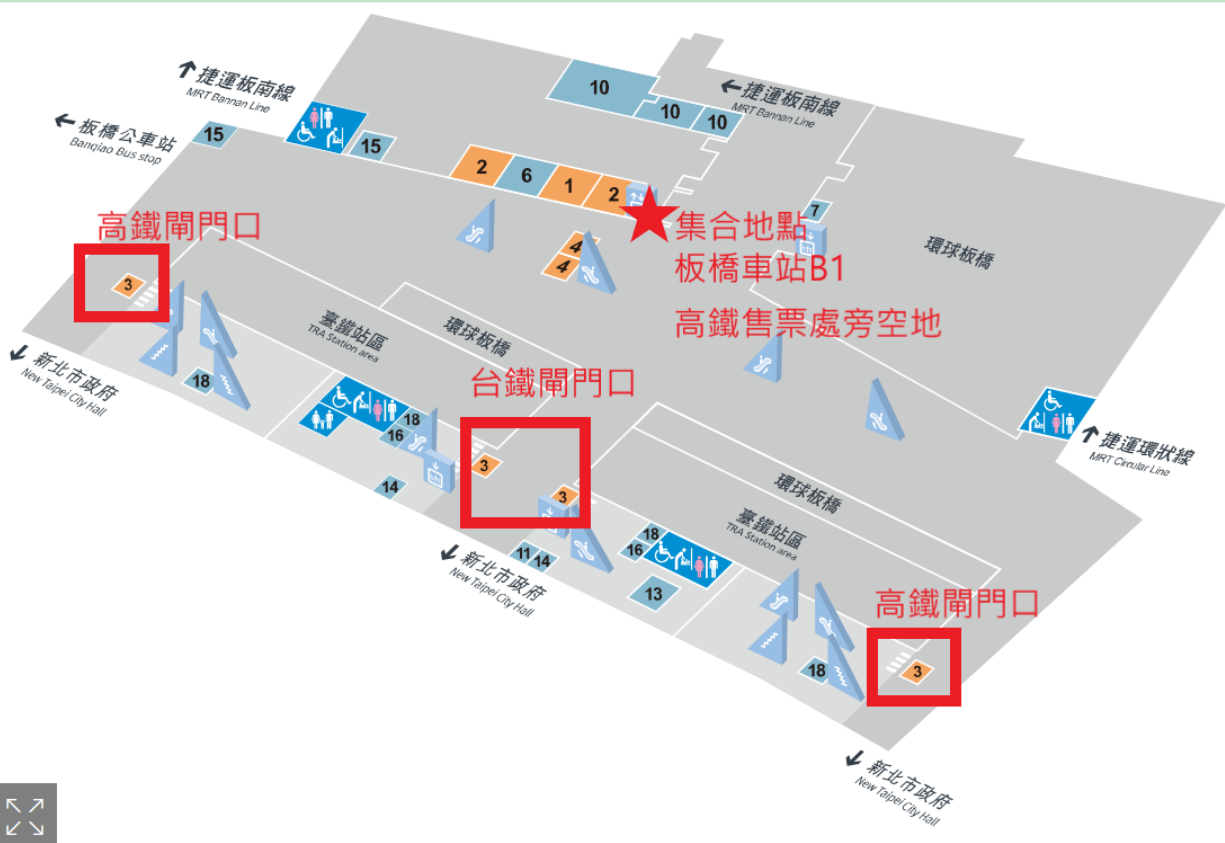 捷運板南線
MRT Bannan Line
板橋公車站
Banqiao Bus stop
15
15
10
10
10
捷運板南線
MRT Bannan Line
2
6
1
2
7
集合地點
板橋車站B1
高鐵售票處旁空地
環球板橋
4
4
高鐵閘門口
3
臺鐵站區
TRA Station area
環球板橋
新北市政府
New Taipei City Hall
18
台鐵閘門口
18
16
3
3
14
捷運環狀線
MRT Circular Line
環球板橋
臺鐵站區
TRA Station area
新北市政府
New Taipei City Hall
11
14
18
16
13
高鐵閘門口
3
18
新北市政府
New Taipei City Hall